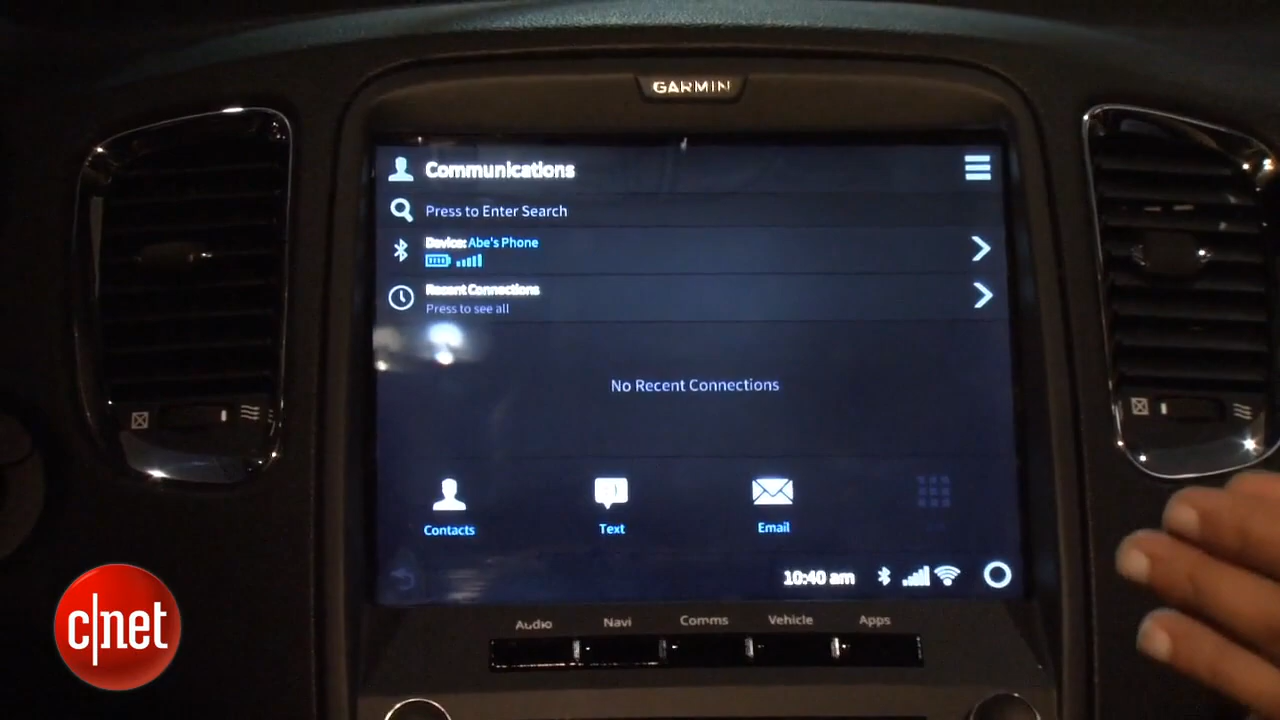 GARMIN
Communications
Press to Enter Search
Device: Abe's Phone
Recent Connections
Press to see all
No Recent Connections
Contacts
Text
Email
10:40 am
Audio
Navi
Comms
Vehicle
Apps
c|net